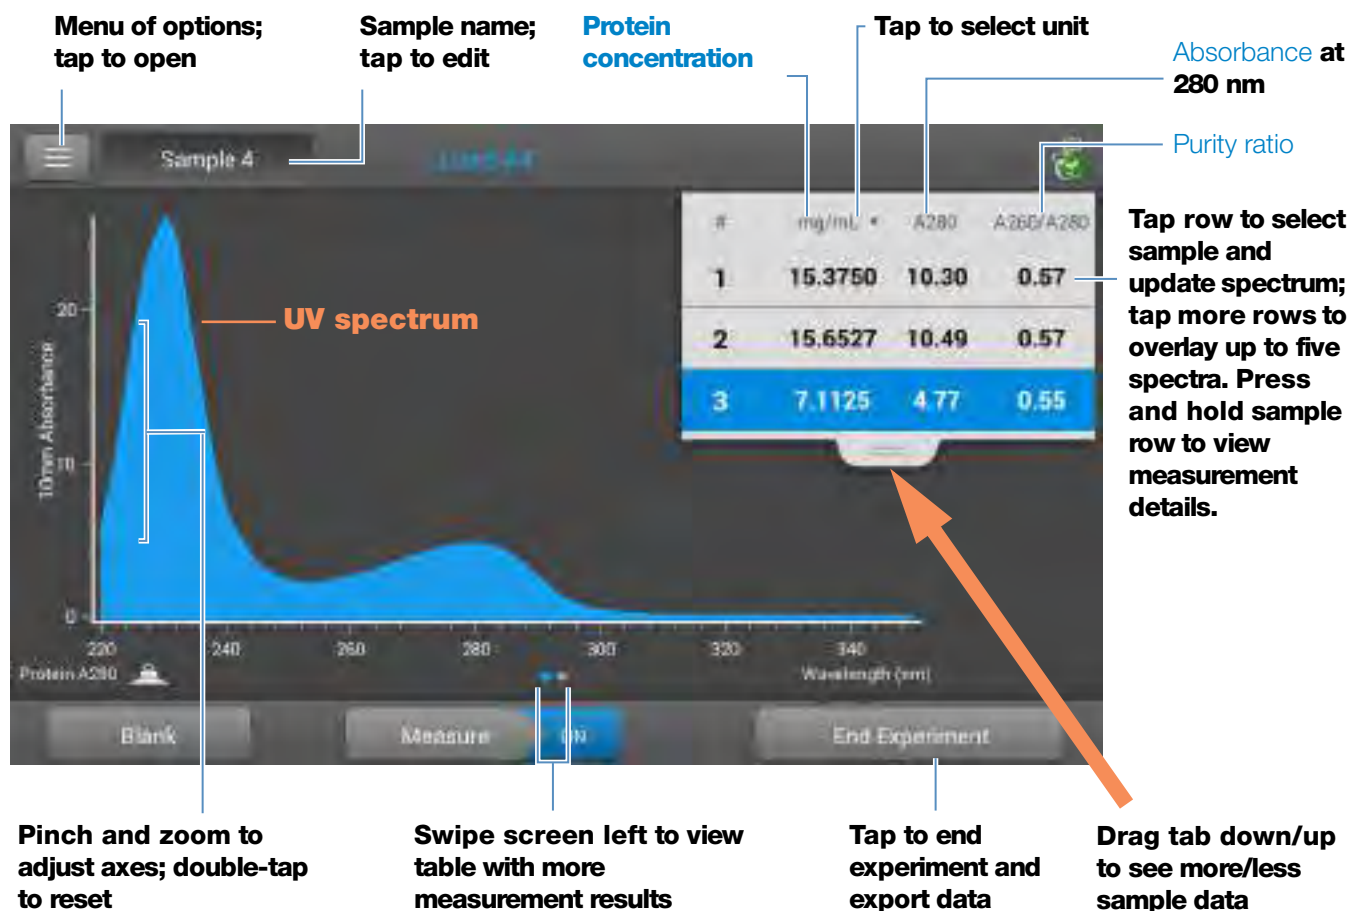 Menu of options;
tap to open
Sample name;
tap to edit
Protein
concentration
Tap to select unit
Absorbance at
280 nm
Purity ratio
Sample 4
# mg/mL A280 A260/A280
1 15.3750 10.30 0.57
2 15.6527 10.49 0.57
3 7.1125 4.77 0.55
Tap row to select
sample and
update spectrum;
tap more rows to
overlay up to five
spectra. Press
and hold sample
row to view
measurement
details.
UV spectrum
10mm Absorbance
20
10
0
220 240 260 280 300 320 340
Protein A280
Wavelength (nm)
Blank
Measure
ON
End Experiment
Pinch and zoom to
adjust axes; double-tap
to reset
Swipe screen left to view
table with more
measurement results
Tap to end
experiment and
export data
Drag tab down/up
to see more/less
sample data